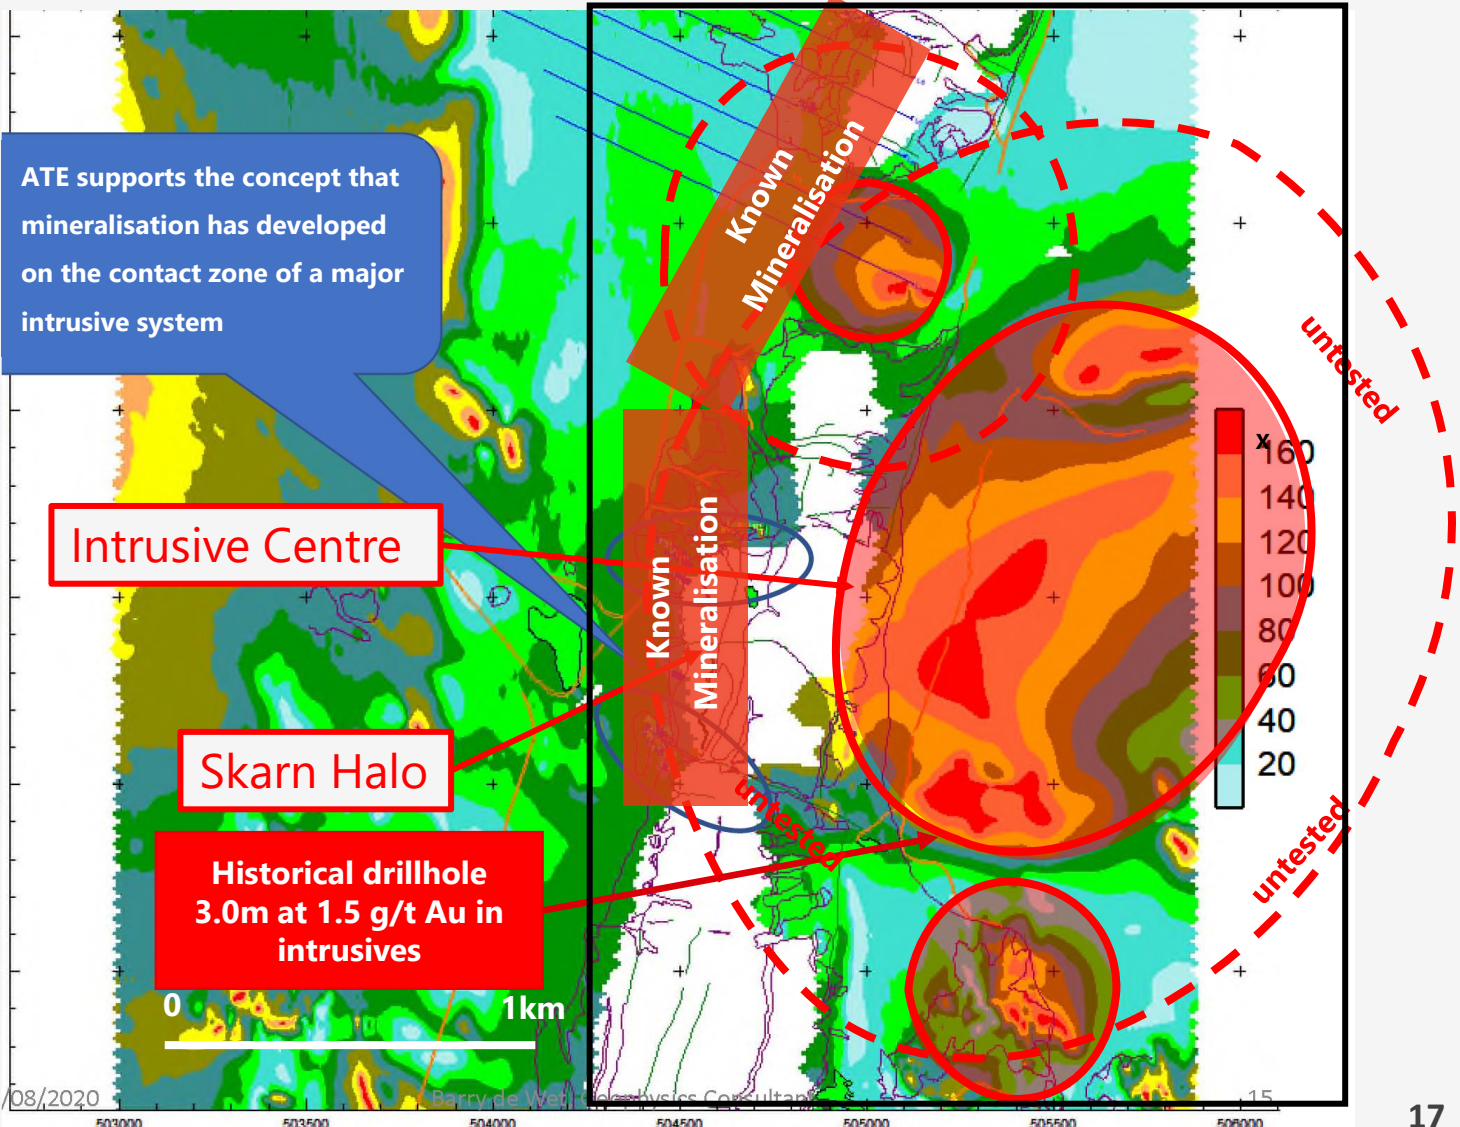 ATE supports the concept that
mineralisation has developed
on the contact zone of a major
intrusive system
Known
Mineralisation
untested
x
160
140
120
100
80
60
40
20
Intrusive Centre
Known
Mineralisation
Skarn Halo
untested
untested
Historical drillhole
3.0m at 1.5 g/t Au in
intrusives
0 1km
/08/2020
Barry de Wet Geophysics Consultant
15
503000 503500 504000 504500 505000 505500 506000
17